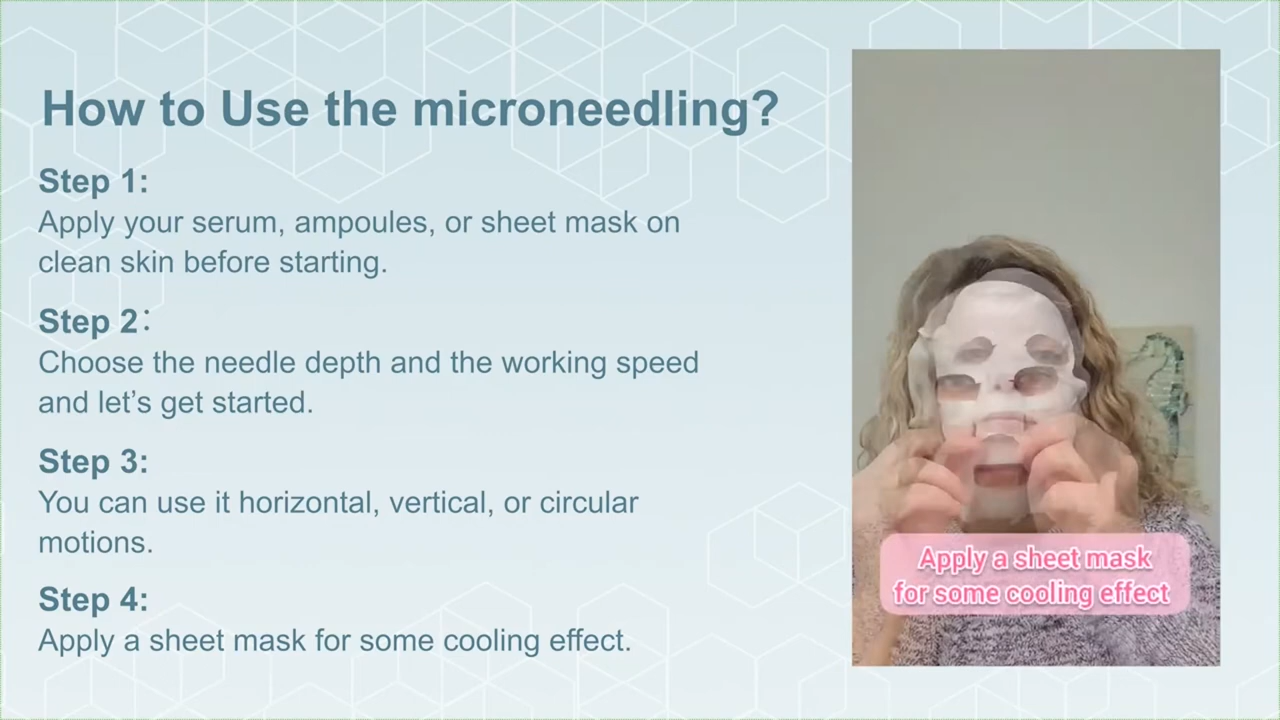 How to Use the microneedling?
Step 1:
Apply your serum, ampoules, or sheet mask on
clean skin before starting.
Step 2：
Choose the needle depth and the working speed
and let’s get started.
Step 3:
You can use it horizontal, vertical, or circular
motions.
Step 4:
Apply a sheet mask for some cooling effect.
Apply a sheet mask
for some cooling effect